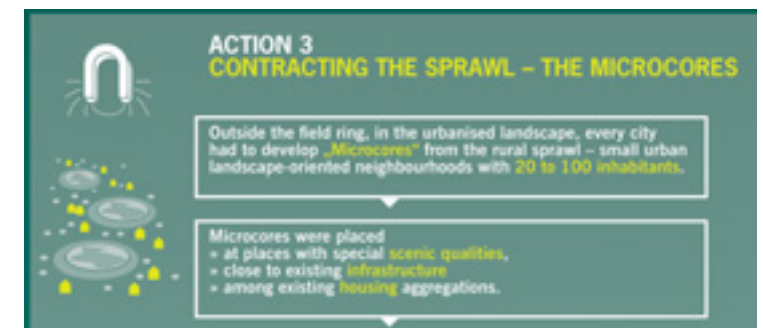 ACTION 3
CONTRACTING THE SPRAWL – THE MICROCORES
Outside the field ring, in the urbanised landscape, every city
had to develop „Microcores“ from the rural sprawl – small urban
landscape-oriented neighbourhoods with 20 to 100 inhabitants.
Microcores were placed
» at places with special scenic qualities,
» close to existing infrastructure
» among existing housing aggregations.